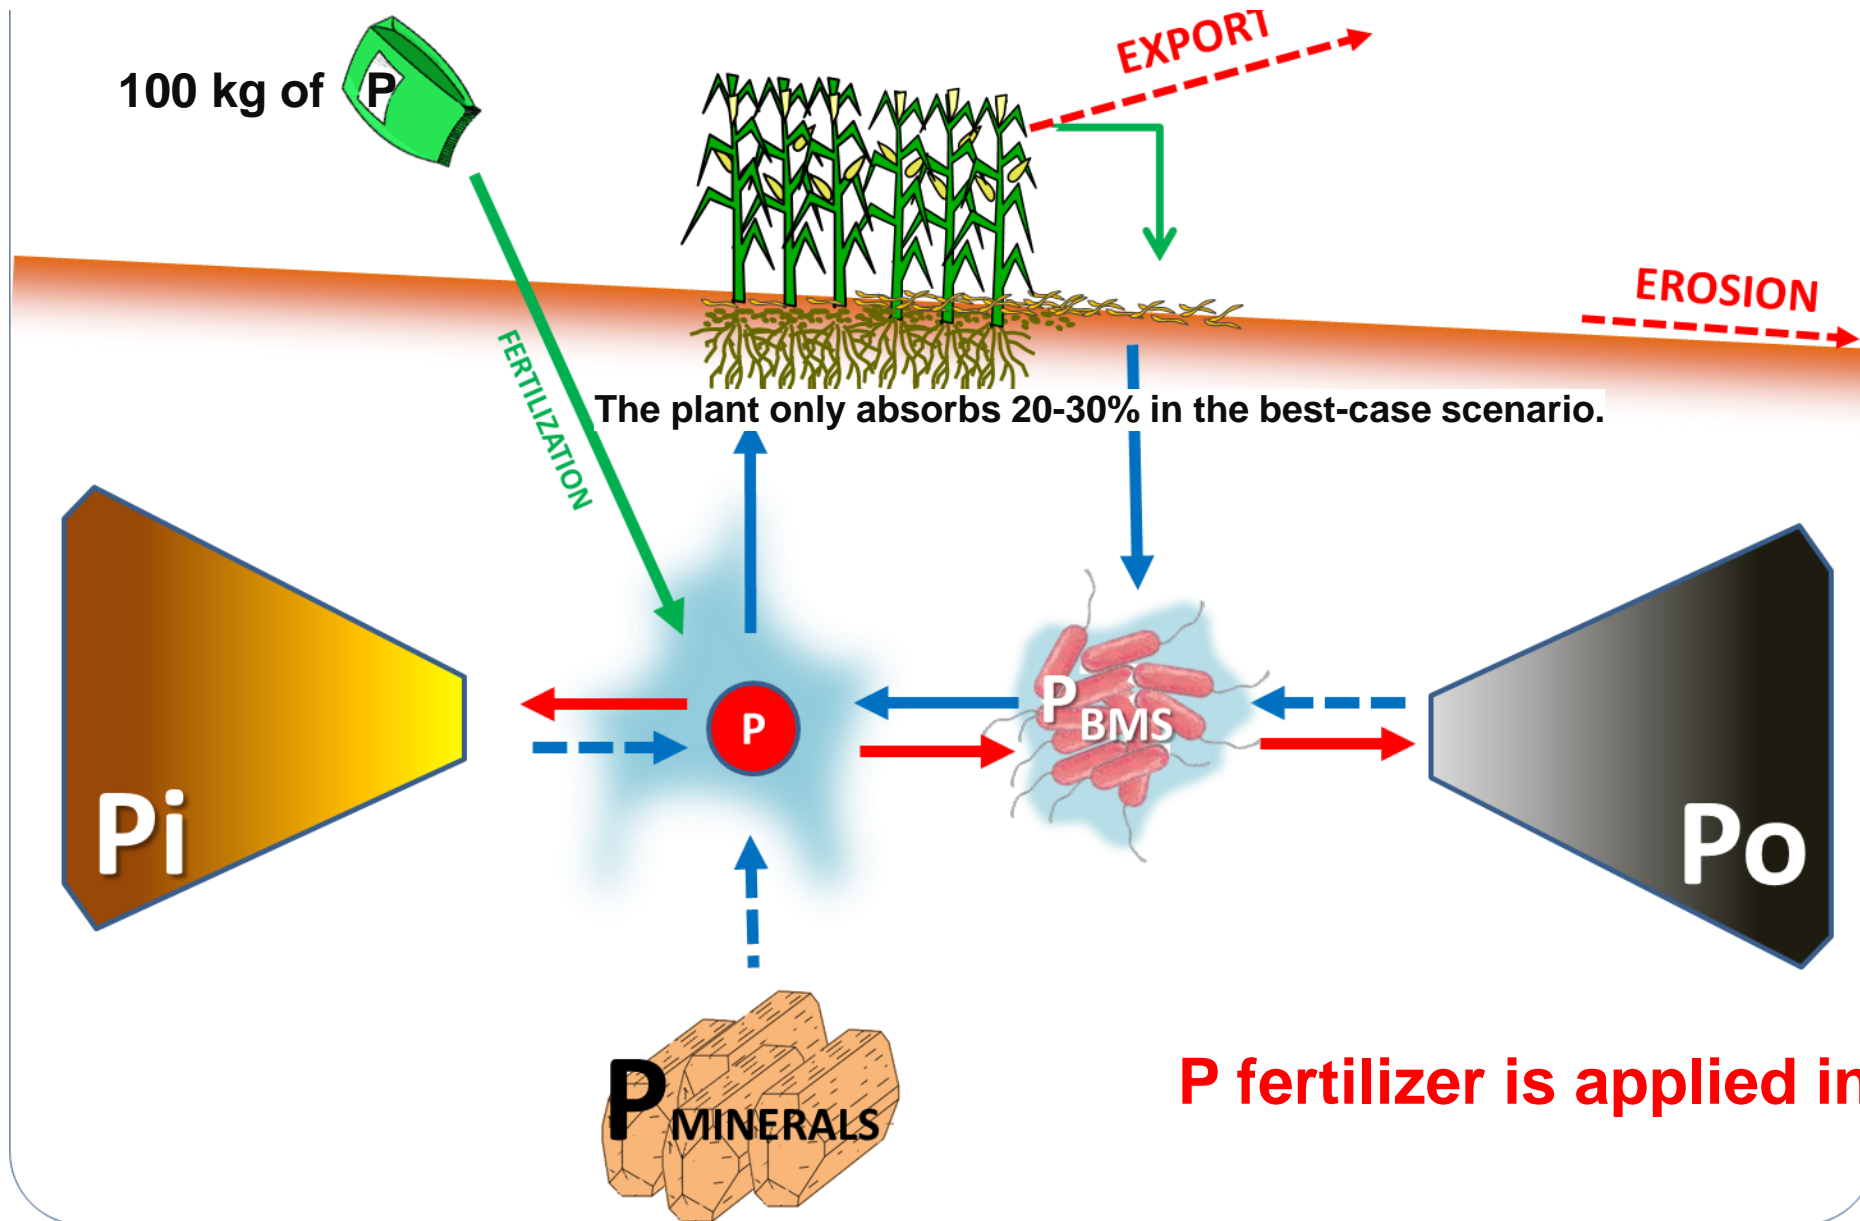 EXPORT
100 kg of P
EROSION
FERTILIZATION
The plant only absorbs 20-30% in the best-case scenario.
P
P BMS
Pi
Po
P MINERALS
P fertilizer is applied in